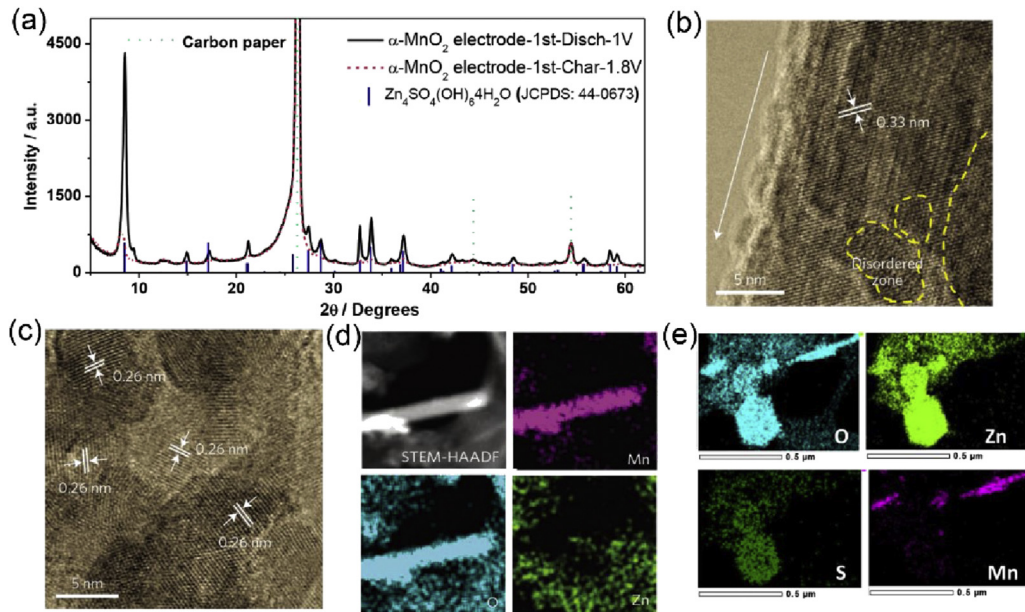 (a)
4500
3000
1500
0
Intensity / a.u.
Carbon paper
α-MnO₂ electrode-1st-Disch-1V
α-MnO₂ electrode-1st-Char-1.8V
Zn₄SO₄(OH)₆4H₂O (JCPDS: 44-0673)
10 20 30 40 50 60
2θ / Degrees
(b)
0.33 nm
Disordered
zone
5 nm
(c)
0.26 nm
0.26 nm
0.26 nm
0.26 nm
5 nm
(d)
STEM-HAADF
Mn
O
Zn
(e)
O
Zn
0.5 µm
0.5 µm
S
Mn
0.5 µm
0.5 µm